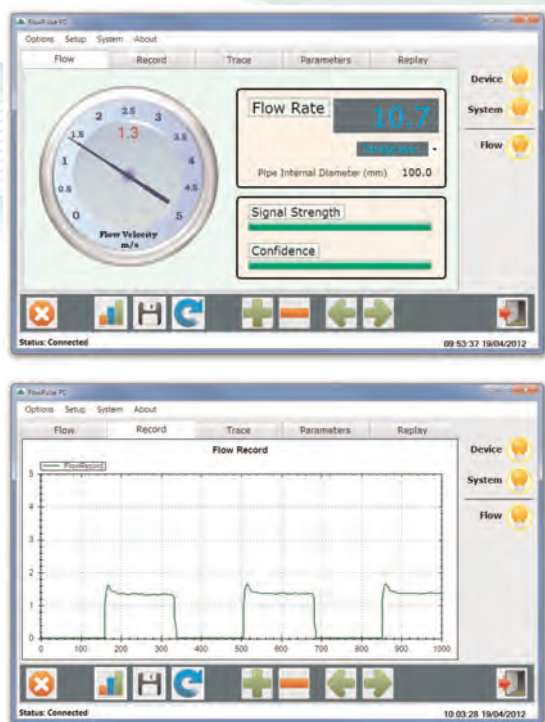 FlowPulse PC
Options Setup System About
Flow Record Trace Parameters Replay
Device
System
Flow
0
0.5
1
1.5
2
2.5
3
3.5
4
4.5
5
1.3
Flow Velocity
m/s
Flow Rate
10.7
Pipe Internal Diameter (mm) 100.0
Signal Strength
Confidence
Status: Connected
09 53:37 19/04/2012
FlowPulse PC
Options Setup System About
Flow Record Trace Parameters Replay
Device
System
Flow
Flow Record
FlowRecord
5
4
3
2
1
0
0 100 200 300 400 500 600 700 800 900 1000
Status: Connected
10:03:28 19/04/2012